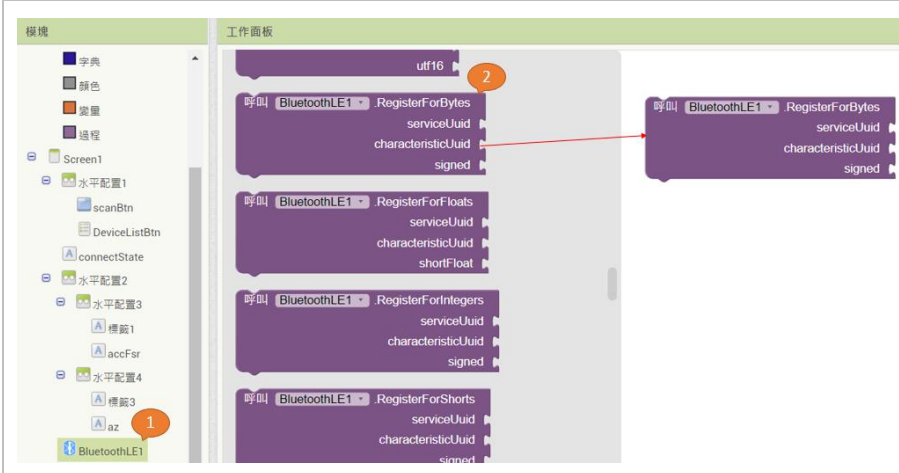 模塊
字典
顏色
變量
過程
Screen1
水平配置1
scanBtn
DeviceListBtn
connectState
水平配置2
水平配置3
標籤1
accFsr
水平配置4
標籤3
az
1
BluetoothLE1
工作面板
utf16
2
呼叫 BluetoothLE1 .RegisterForBytes
serviceUuid
characteristicUuid
signed
呼叫 BluetoothLE1 .RegisterForFloats
serviceUuid
characteristicUuid
shortFloat
呼叫 BluetoothLE1 .RegisterForIntegers
serviceUuid
characteristicUuid
signed
呼叫 BluetoothLE1 .RegisterForShorts
serviceUuid
characteristicUuid
signed
呼叫 BluetoothLE1 .RegisterForBytes
serviceUuid
characteristicUuid
signed